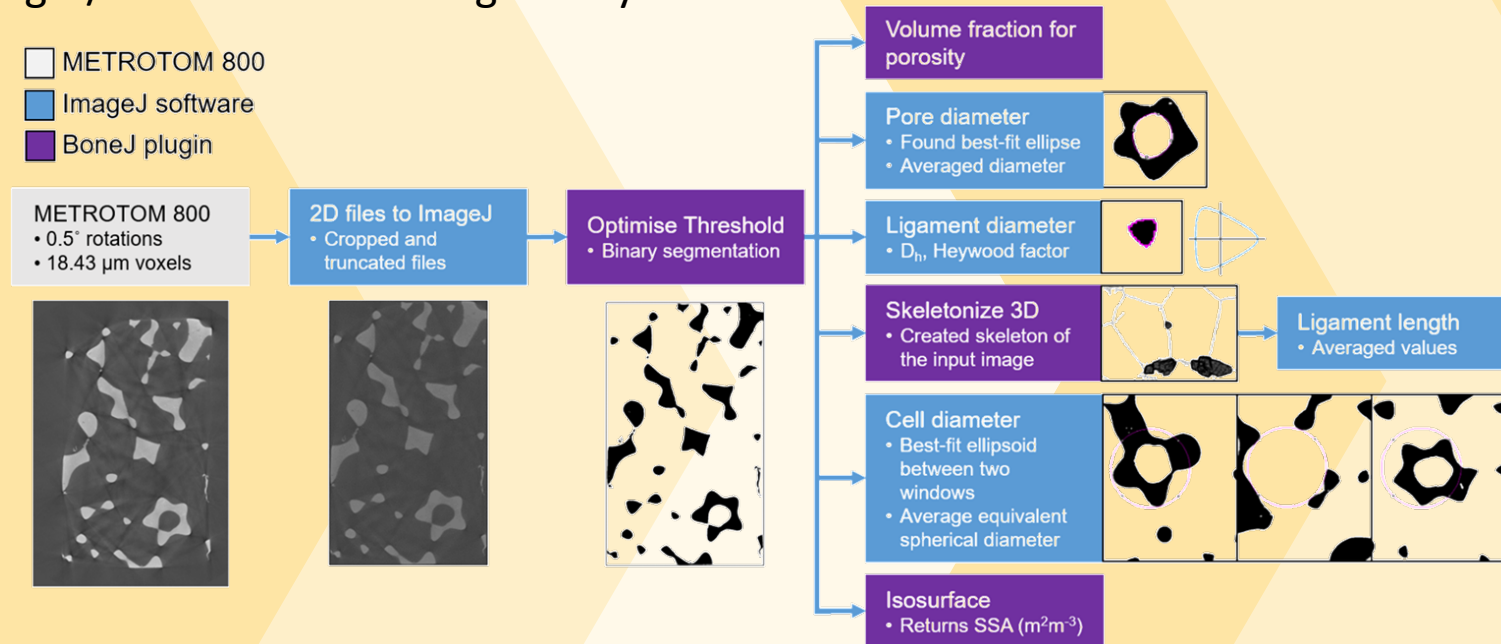 METROTOM 800
ImageJ software
BoneJ plugin
METROTOM 800
• 0.5˚ rotations
• 18.43 µm voxels
2D files to ImageJ
• Cropped and
truncated files
Optimise Threshold
• Binary segmentation
Volume fraction for
porosity
Pore diameter
• Found best-fit ellipse
• Averaged diameter
Ligament diameter
• Dₕ, Heywood factor
Skeletonize 3D
• Created skeleton of
the input image
Ligament length
• Averaged values
Cell diameter
• Best-fit ellipsoid
between two
windows
• Average equivalent
spherical diameter
Isosurface
• Returns SSA (m²m⁻³)